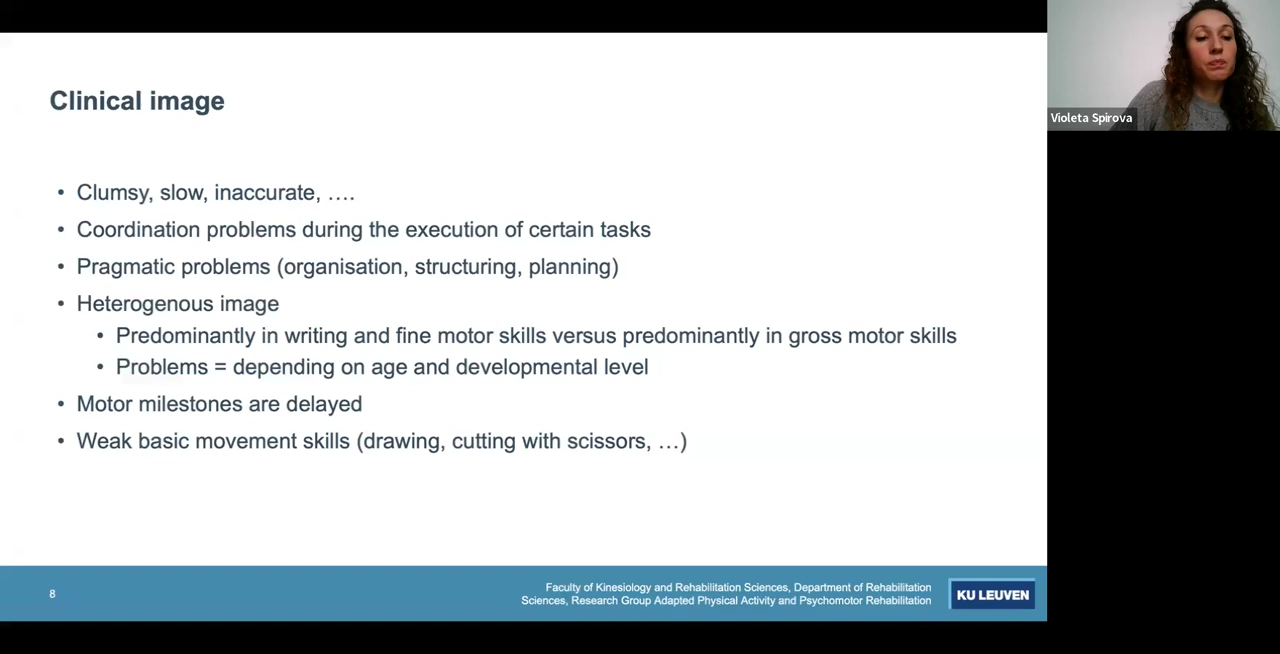 Clinical image
• Clumsy, slow, inaccurate, ….
• Coordination problems during the execution of certain tasks
• Pragmatic problems (organisation, structuring, planning)
• Heterogenous image
• Predominantly in writing and fine motor skills versus predominantly in gross motor skills
• Problems = depending on age and developmental level
• Motor milestones are delayed
• Weak basic movement skills (drawing, cutting with scissors, …)
8
Faculty of Kinesiology and Rehabilitation Sciences, Department of Rehabilitation
Sciences, Research Group Adapted Physical Activity and Psychomotor Rehabilitation
KU LEUVEN
Violeta Spirova